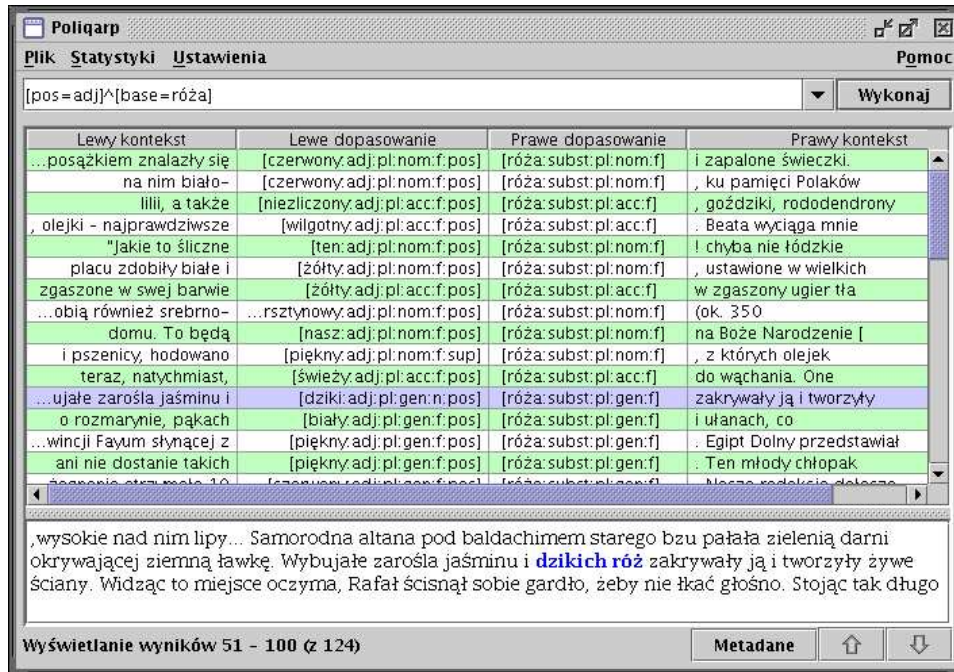 Poliqarp
Plik Statystyki Ustawienia Pomoc
[pos=adj]^[base=róża] Wykonaj
Lewy kontekst Lewe dopasowanie Prawe dopasowanie Prawy kontekst
...posążkiem znalazły się [czerwony:adj:pl:nom:f:pos] [róża:subst:pl:nom:f] i zapalone świeczki.
na nim biało– [czerwony:adj:pl:nom:f:pos] [róża:subst:pl:nom:f] , ku pamięci Polaków
lilii, a także [niezliczony:adj:pl:acc:f:pos] [róża:subst:pl:acc:f] , goździki, rododendrony
, olejki – najprawdziwsze [wilgotny:adj:pl:acc:f:pos] [róża:subst:pl:acc:f] . Beata wyciąga mnie
"Jakie to śliczne [ten:adj:pl:nom:f:pos] [róża:subst:pl:nom:f] ! chyba nie łódzkie
placu zdobiły białe i [żółty:adj:pl:nom:f:pos] [róża:subst:pl:nom:f] , ustawione w wielkich
zgaszone w swej barwie [żółty:adj:pl:acc:f:pos] [róża:subst:pl:acc:f] w zgaszony ugier tła
...obią również srebrno– ...rsztynowy:adj:pl:acc:f:pos] [róża:subst:pl:acc:f] (ok. 350
domu. To będą [nasz:adj:pl:nom:f:pos] [róża:subst:pl:nom:f] na Boże Narodzenie [
i pszenicy, hodowano [piękny:adj:pl:nom:f:sup] [róża:subst:pl:nom:f] , z których olejek
teraz, natychmiast, [świeży:adj:pl:acc:f:pos] [róża:subst:pl:acc:f] do wąchania. One
...ujałe zarośla jaśminu i [dziki:adj:pl:gen:n:pos] [róża:subst:pl:gen:f] zakrywały ją i tworzyły
o rozmarynie, pąkach [biały:adj:pl:gen:f:pos] [róża:subst:pl:gen:f] i ułanach, co
...wincji Fayum słynącej z [piękny:adj:pl:gen:f:pos] [róża:subst:pl:gen:f] . Egipt Dolny przedstawiał
ani nie dostanie takich [piękny:adj:pl:gen:f:pos] [róża:subst:pl:gen:f] . Ten młody chłopak
,wysokie nad nim lipy... Samorodna altana pod baldachimem starego bzu pałała zielenią darni
okrywającej ziemną ławkę. Wybujałe zarośla jaśminu i dzikich róż zakrywały ją i tworzyły żywe
ściany. Widząc to miejsce oczyma, Rafał ścisnął sobie gardło, żeby nie łkać głośno. Stojąc tak długo
Wyświetlanie wyników 51 – 100 (z 124) Metadane